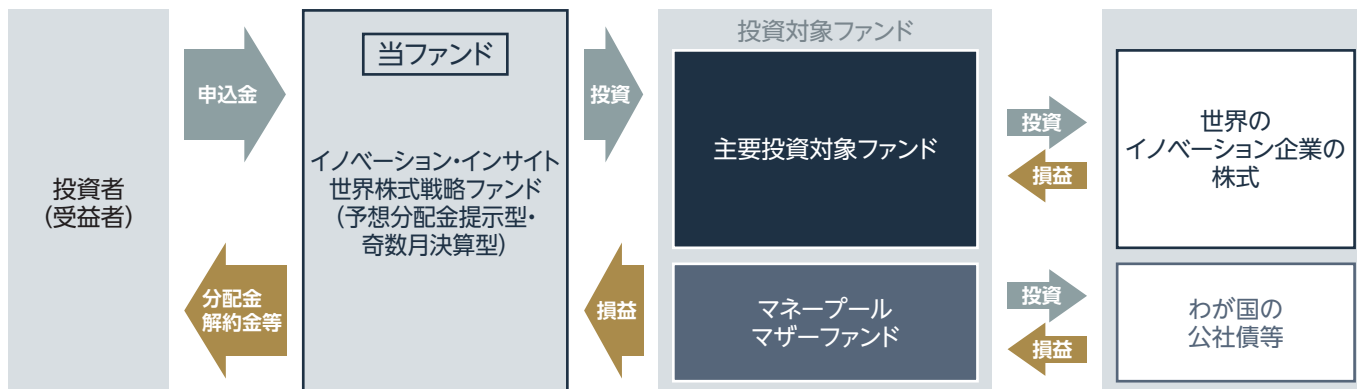 投資者
(受益者)
申込金
分配金
解約金等
当ファンド
イノベーション・インサイト
世界株式戦略ファンド
(予想分配金提示型・
奇数月決算型)
投資
損益
投資対象ファンド
主要投資対象ファンド
マネープール
マザーファンド
投資
損益
投資
損益
世界の
イノベーション企業の
株式
わが国の
公社債等